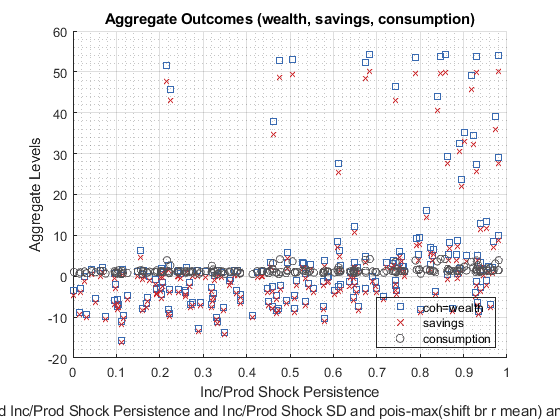 Aggregate Outcomes (wealth, savings, consumption)
60
50
40
30
20
10
0
-10
-20
Aggregate Levels
coh=wealth
savings
consumption
0
0.1
0.2
0.3
0.4
0.5
0.6
0.7
0.8
0.9
1
Inc/Prod Shock Persistence
d Inc/Prod Shock Persistence and Inc/Prod Shock SD and pois-max(shift br r mean) a